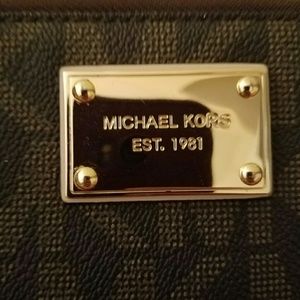 MICHAEL KORS
EST. 1981